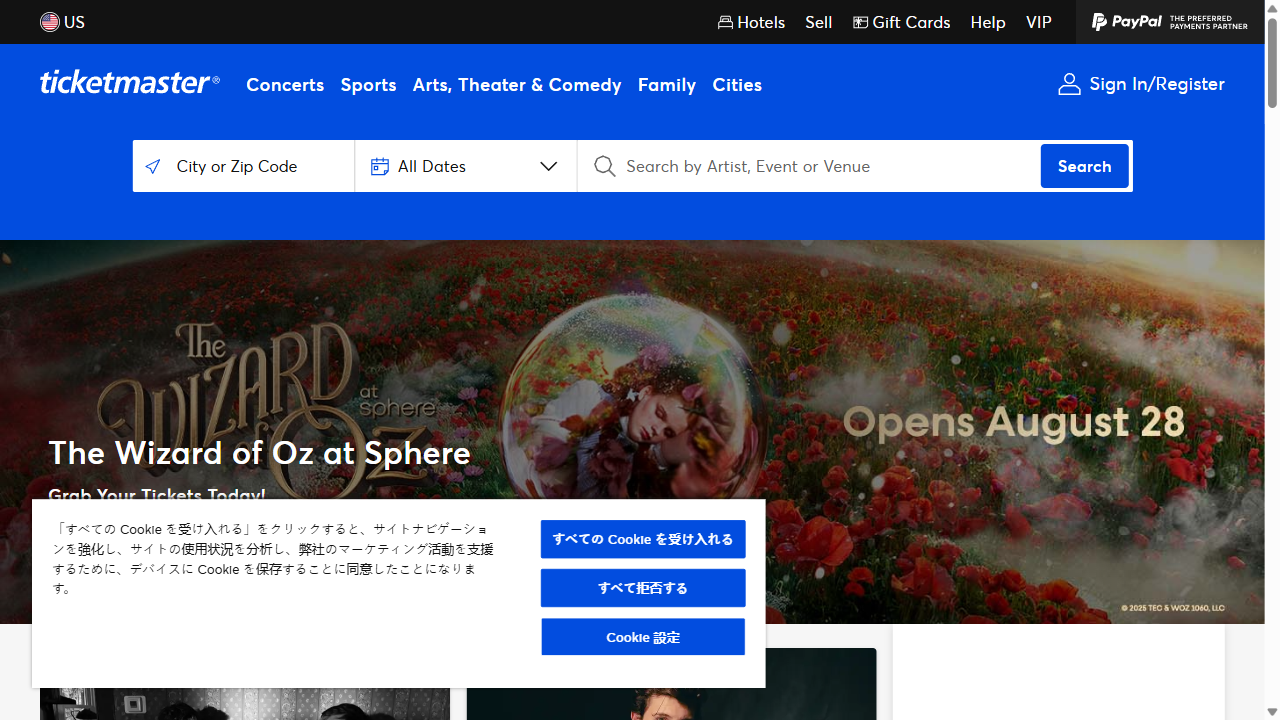 US
Hotels
Sell
Gift Cards
Help
VIP
PayPal
THE PREFERRED
PAYMENTS PARTNER
ticketmaster®
Concerts
Sports
Arts, Theater & Comedy
Family
Cities
Sign In/Register
City or Zip Code
All Dates
Search by Artist, Event or Venue
Search
The
WIZARD
of OZ
at
sphere
Opens August 28
The Wizard of Oz at Sphere
Grab Your Tickets Today!
「すべての Cookie を受け入れる」をクリックすると、サイトナビゲーショ
ンを強化し、サイトの使用状況を分析し、弊社のマーケティング活動を支援
するために、デバイスに Cookie を保存することに同意したことになりま
す。
すべての Cookie を受け入れる
すべて拒否する
Cookie 設定
© 2025 TEC & WOZ 1060, LLC